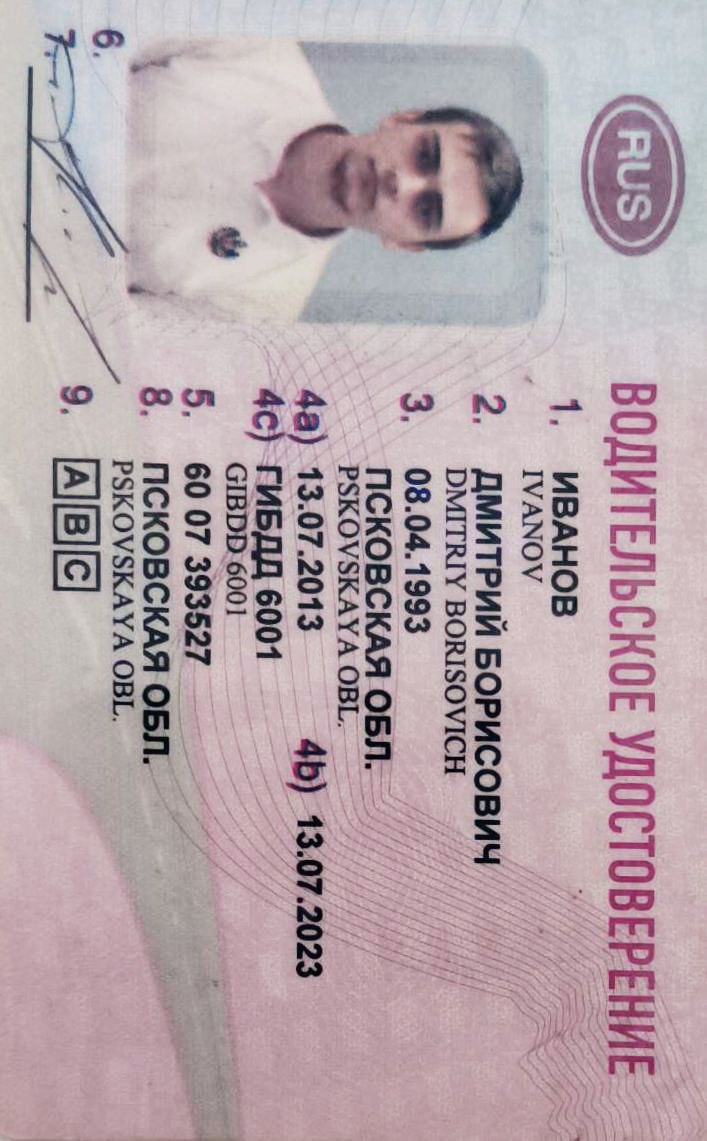 RUS
ВОДИТЕЛЬСКОЕ УДОСТОВЕРЕНИЕ
1. ИВАНОВ
IVANOV
2. ДМИТРИЙ БОРИСОВИЧ
DMITRIY BORISOVICH
3. 08.04.1993
ПСКОВСКАЯ ОБЛ.
PSKOVSKAYA OBL.
4a) 13.07.2013 4b) 13.07.2023
4c) ГИБДД 6001
GIBDD 6001
5. 60 07 393527
8. ПСКОВСКАЯ ОБЛ.
PSKOVSKAYA OBL.
9. A B C
6.
7.